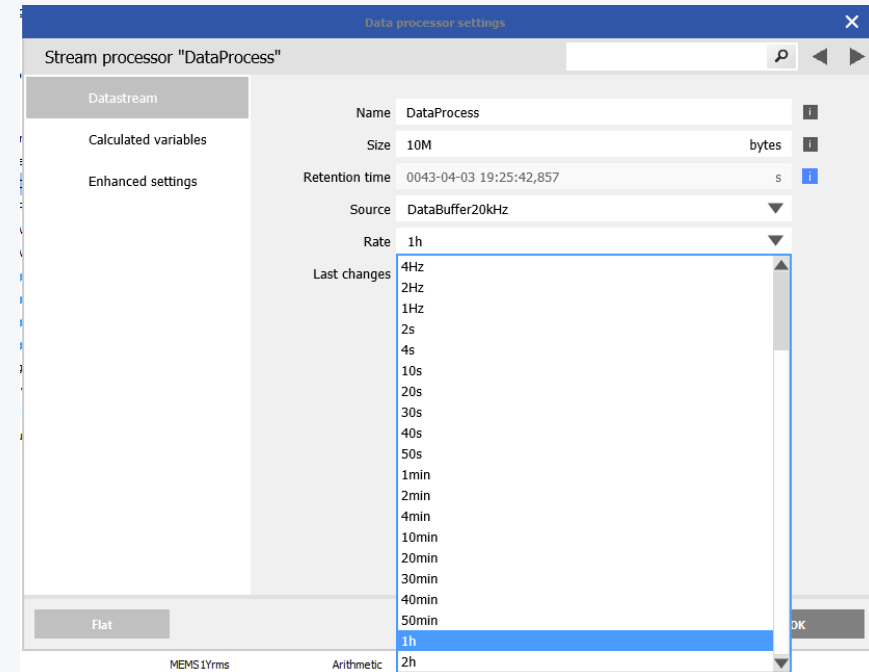 Data processor settings
Stream processor "DataProcess"
Datastream
Calculated variables
Enhanced settings
Name DataProcess
Size 10M bytes
Retention time 0043-04-03 19:25:42,857 s
Source DataBuffer20kHz
Rate 1h
Last changes
4Hz
2Hz
1Hz
2s
4s
10s
20s
30s
40s
50s
1min
2min
4min
10min
20min
30min
40min
50min
1h
2h
Flat
OK
MEMS1Yrms Arithmetic